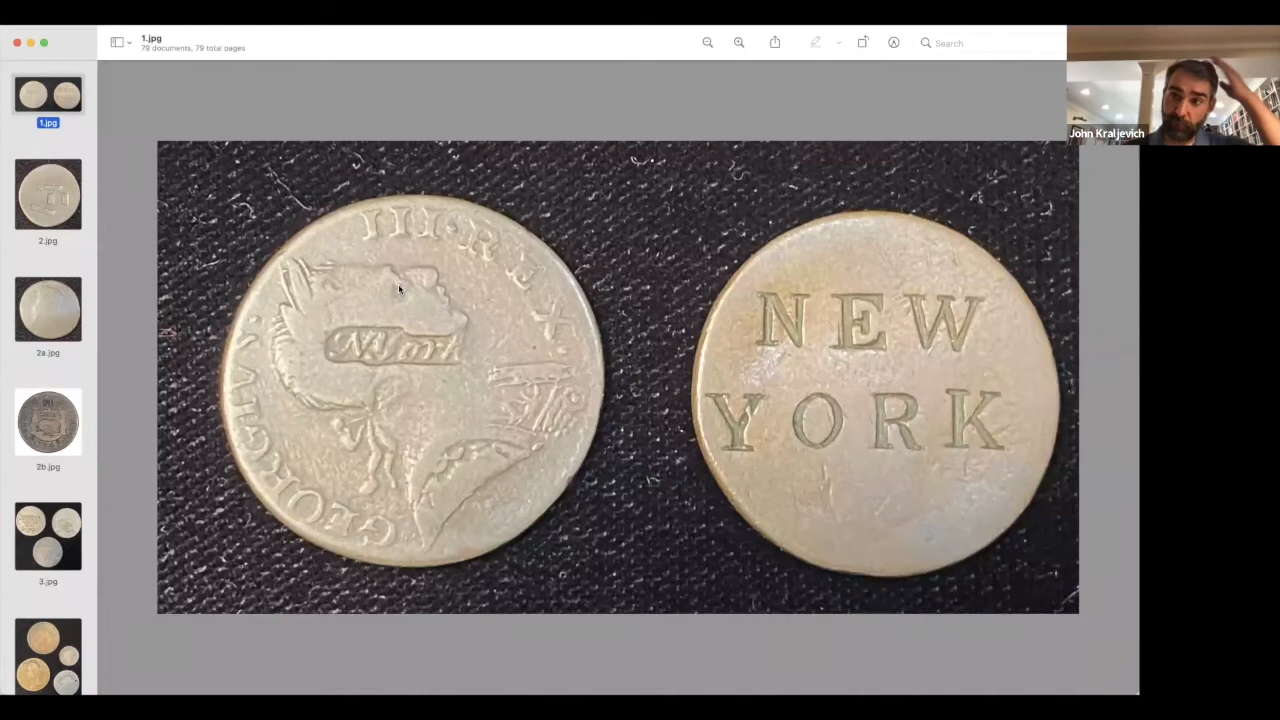 1.jpg
79 documents, 79 total pages
Search
John Kraljevich
1.jpg
2.jpg
2a.jpg
2b.jpg
3.jpg
GEORGIVS·III·REX.
N.York
NEW
YORK